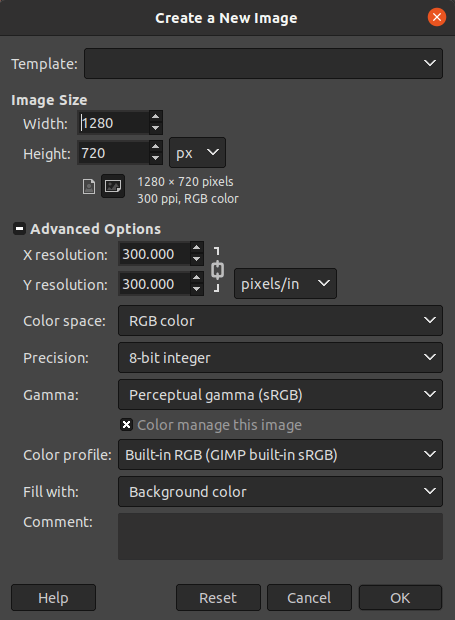 Create a New Image
Template:
Image Size
Width: 1280
Height: 720 px
1280 × 720 pixels
300 ppi, RGB color
Advanced Options
X resolution: 300.000
Y resolution: 300.000 pixels/in
Color space: RGB color
Precision: 8-bit integer
Gamma: Perceptual gamma (sRGB)
Color manage this image
Color profile: Built-in RGB (GIMP built-in sRGB)
Fill with: Background color
Comment:
Help Reset Cancel OK